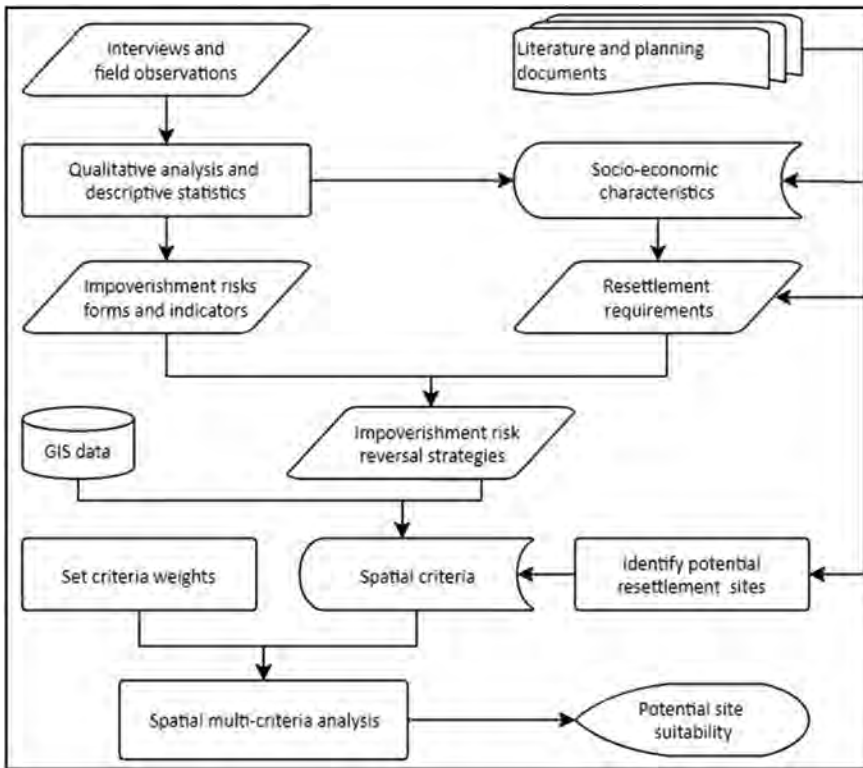 Interviews and
field observations
Literature and planning
documents
Qualitative analysis and
descriptive statistics
Socio-economic
characteristics
Impoverishment risks
forms and indicators
Resettlement
requirements
GIS data
Impoverishment risk
reversal strategies
Set criteria weights
Spatial criteria
Identify potential
resettlement sites
Spatial multi-criteria analysis
Potential site
suitability